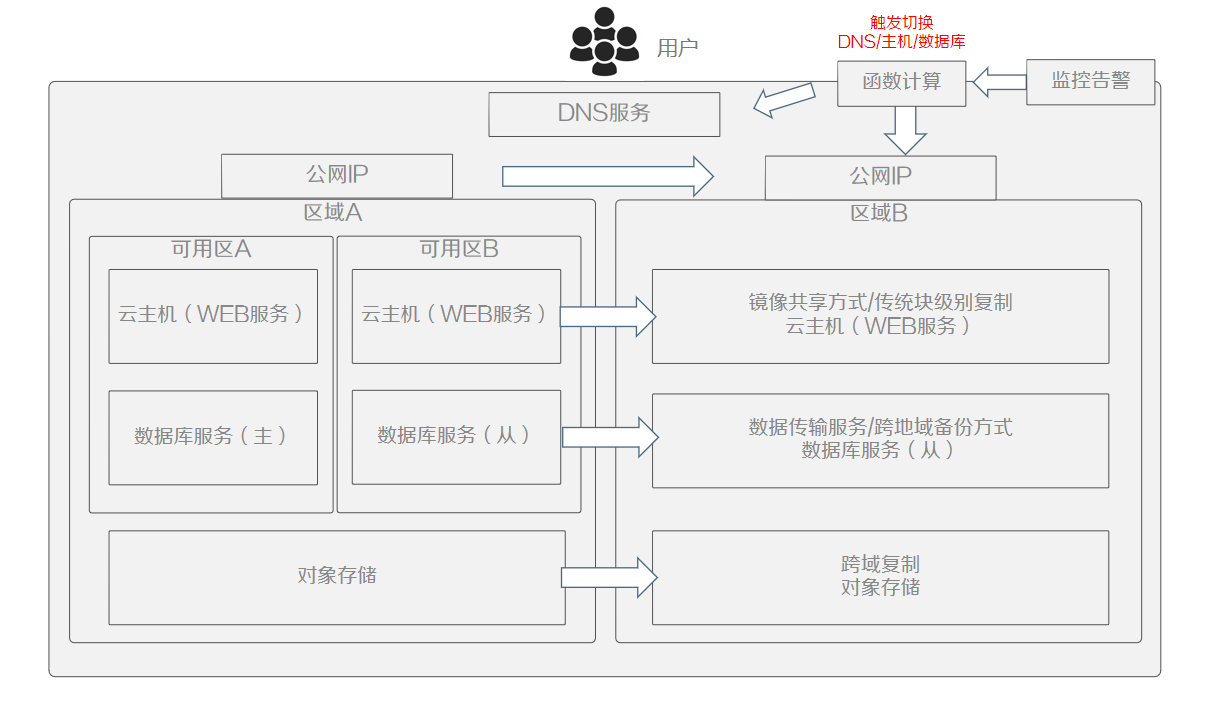 触发切换
DNS/主机/数据库
用户
函数计算
监控告警
DNS服务
公网IP
公网IP
区域A
区域B
可用区A
可用区B
云主机（WEB服务）
云主机（WEB服务）
镜像共享方式/传统块级别复制
云主机（WEB服务）
数据库服务（主）
数据库服务（从）
数据传输服务/跨地域备份方式
数据库服务（从）
对象存储
跨域复制
对象存储